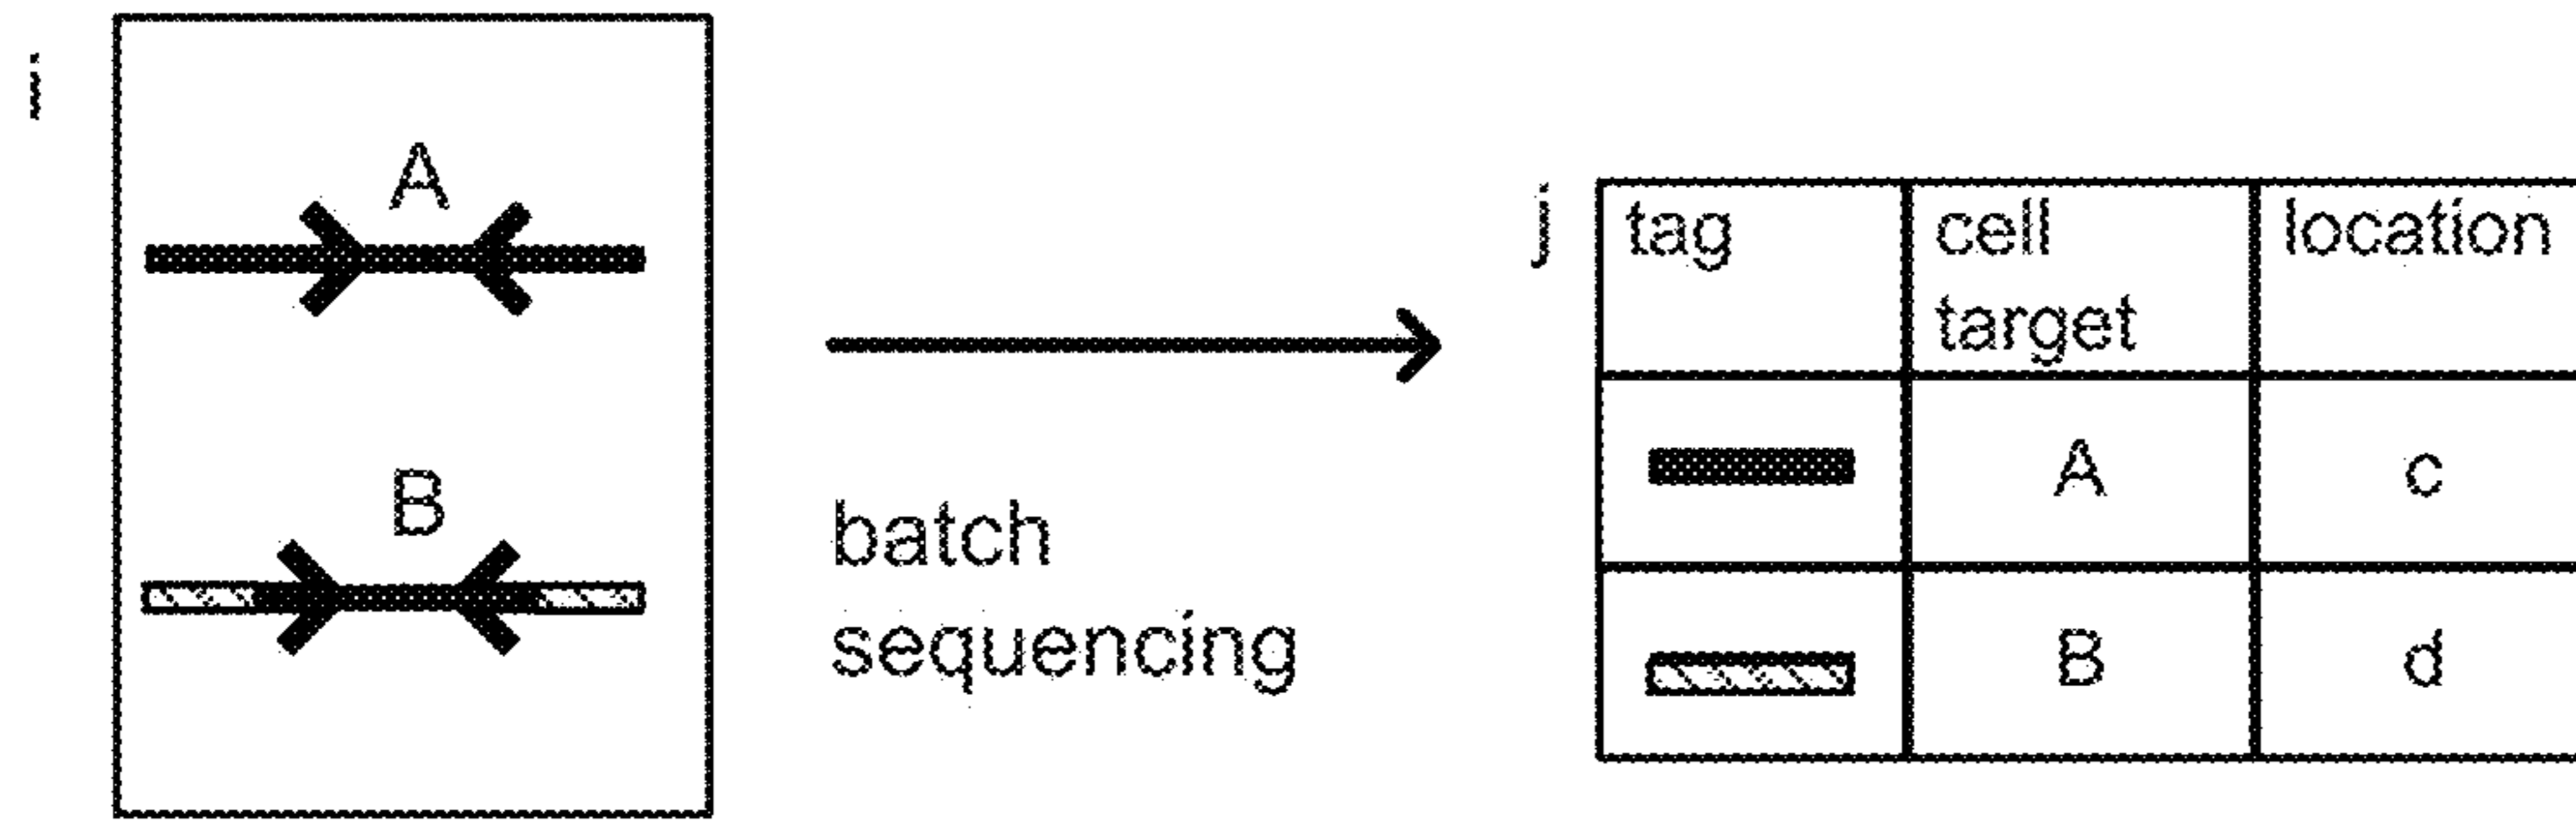 i
A
B
batch
sequencing
j
tag cell location
target
A c
B d